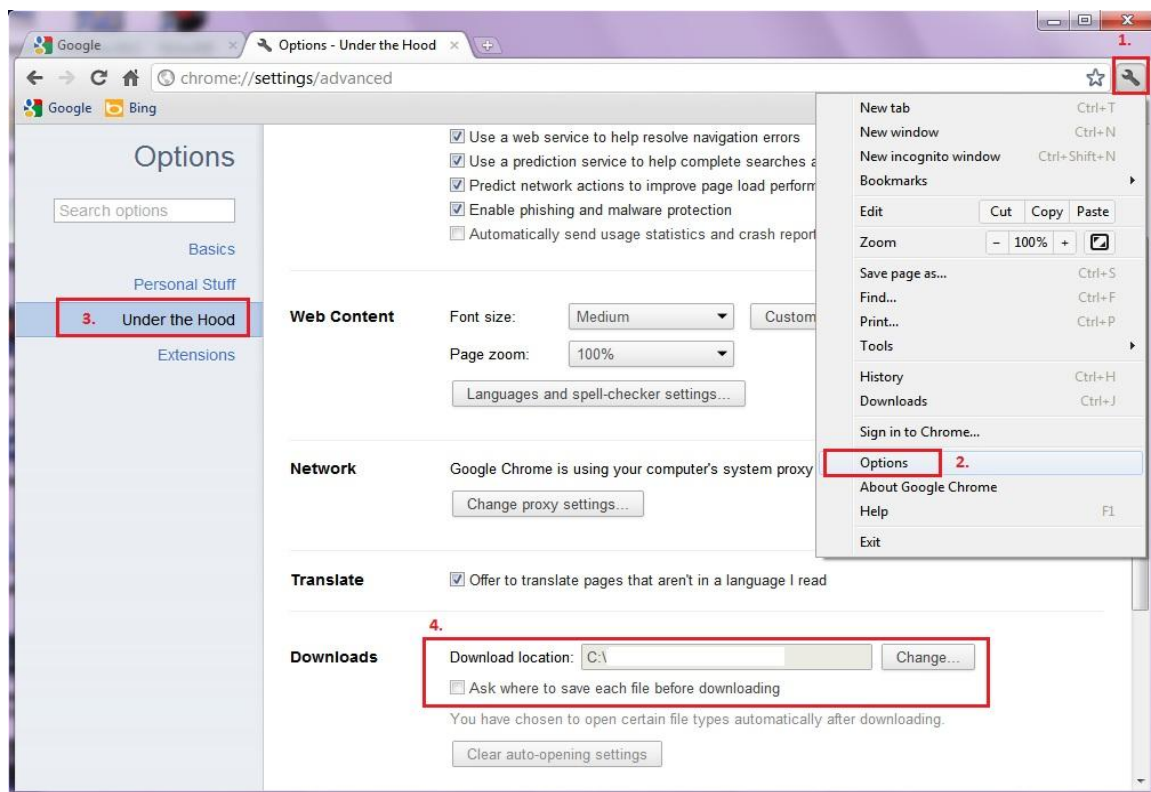 Google
Options - Under the Hood
1.
chrome://settings/advanced
Google Bing
Options
Search options
Basics
Personal Stuff
3. Under the Hood
Extensions
Use a web service to help resolve navigation errors
Use a prediction service to help complete searches a
Predict network actions to improve page load perform
Enable phishing and malware protection
Automatically send usage statistics and crash report
Web Content
Font size: Medium Custom
Page zoom: 100%
Languages and spell-checker settings...
Network
Google Chrome is using your computer's system proxy
Change proxy settings...
Translate
Offer to translate pages that aren't in a language I read
4.
Downloads
Download location: C:\ Change...
Ask where to save each file before downloading
You have chosen to open certain file types automatically after downloading.
Clear auto-opening settings
New tab Ctrl+T
New window Ctrl+N
New incognito window Ctrl+Shift+N
Bookmarks
Edit Cut Copy Paste
Zoom - 100% +
Save page as... Ctrl+S
Find... Ctrl+F
Print... Ctrl+P
Tools
History Ctrl+H
Downloads Ctrl+J
Sign in to Chrome...
Options 2.
About Google Chrome
Help F1
Exit